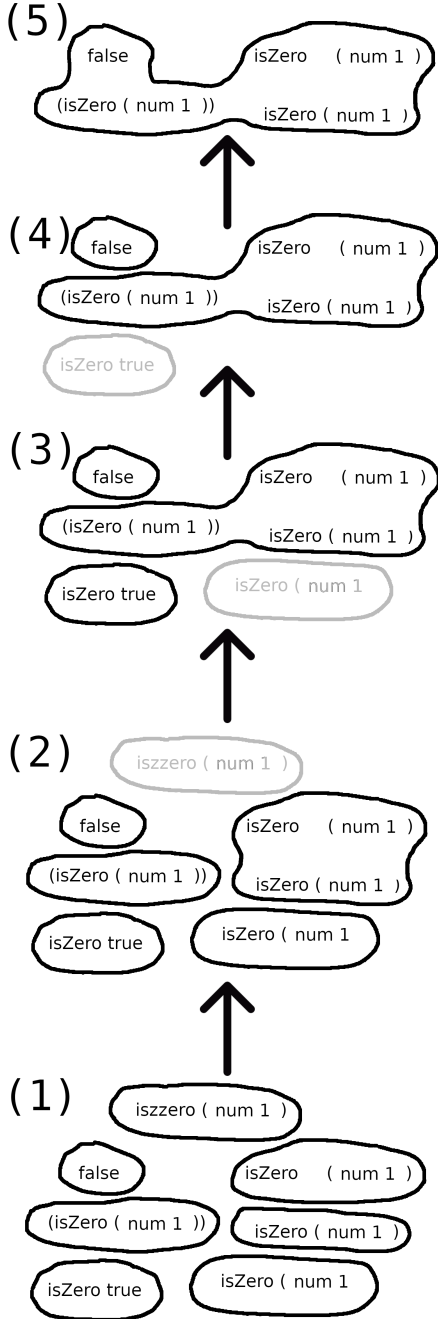 (5)
false isZero ( num 1 )
(isZero ( num 1 )) isZero ( num 1 )
(4)
false isZero ( num 1 )
(isZero ( num 1 )) isZero ( num 1 )
isZero true
(3)
false isZero ( num 1 )
(isZero ( num 1 )) isZero ( num 1 )
isZero true isZero ( num 1
(2)
iszzero ( num 1 )
false isZero ( num 1 )
(isZero ( num 1 )) isZero ( num 1 )
isZero true isZero ( num 1
(1)
iszzero ( num 1 )
false isZero ( num 1 )
(isZero ( num 1 )) isZero ( num 1 )
isZero true isZero ( num 1